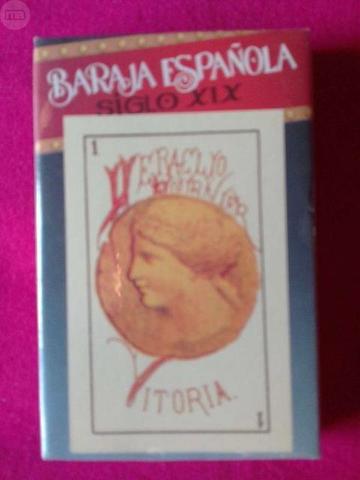 BARAJA ESPAÑOLA
SIGLO XIX
1
HERACLIO
FOURNIER
VITORIA.
1